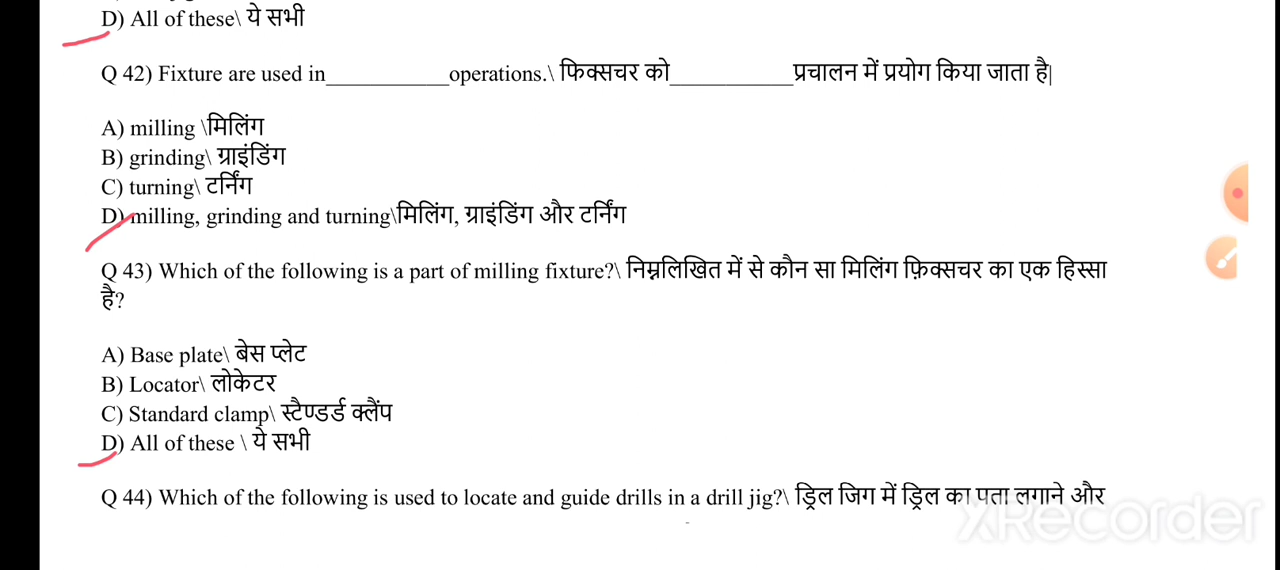 D) All of these\ ये सभी
Q 42) Fixture are used in___________operations.\ फिक्सचर को___________प्रचालन में प्रयोग किया जाता है|
A) milling \मिलिंग
B) grinding\ ग्राइंडिंग
C) turning\ टर्निंग
D) milling, grinding and turning\मिलिंग, ग्राइंडिंग और टर्निंग
Q 43) Which of the following is a part of milling fixture?\ निम्नलिखित में से कौन सा मिलिंग फ़िक्सचर का एक हिस्सा
है?
A) Base plate\ बेस प्लेट
B) Locator\ लोकेटर
C) Standard clamp\ स्टैण्डर्ड क्लैंप
D) All of these \ ये सभी
Q 44) Which of the following is used to locate and guide drills in a drill jig?\ ड्रिल जिग में ड्रिल का पता लगाने और
XRecorder